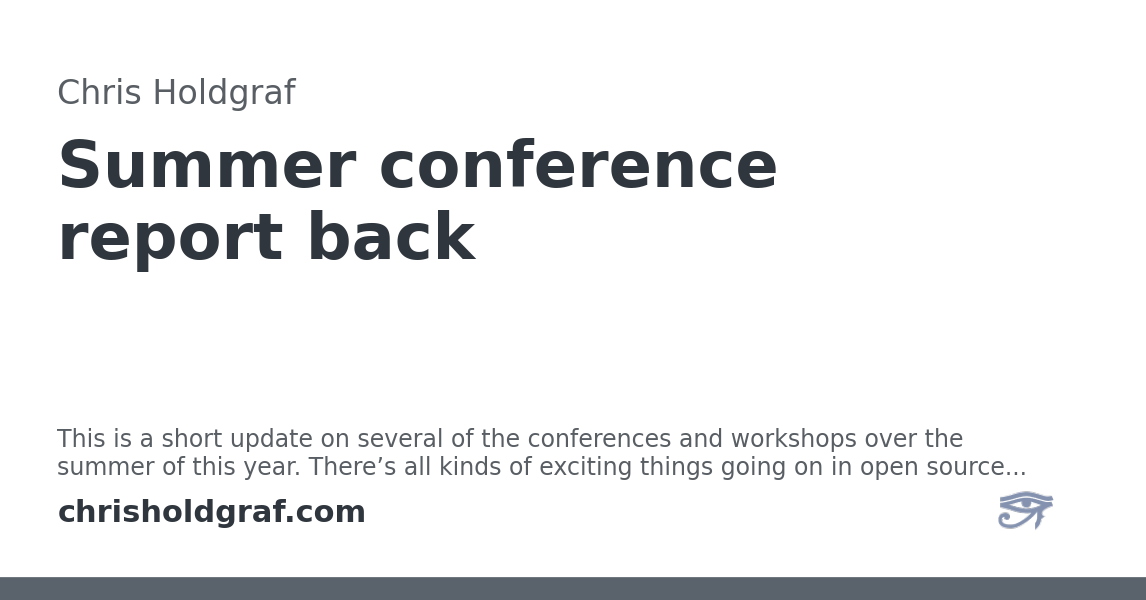 Chris Holdgraf
Summer conference
report back
This is a short update on several of the conferences and workshops over the
summer of this year. There’s all kinds of exciting things going on in open source...
chrisholdgraf.com